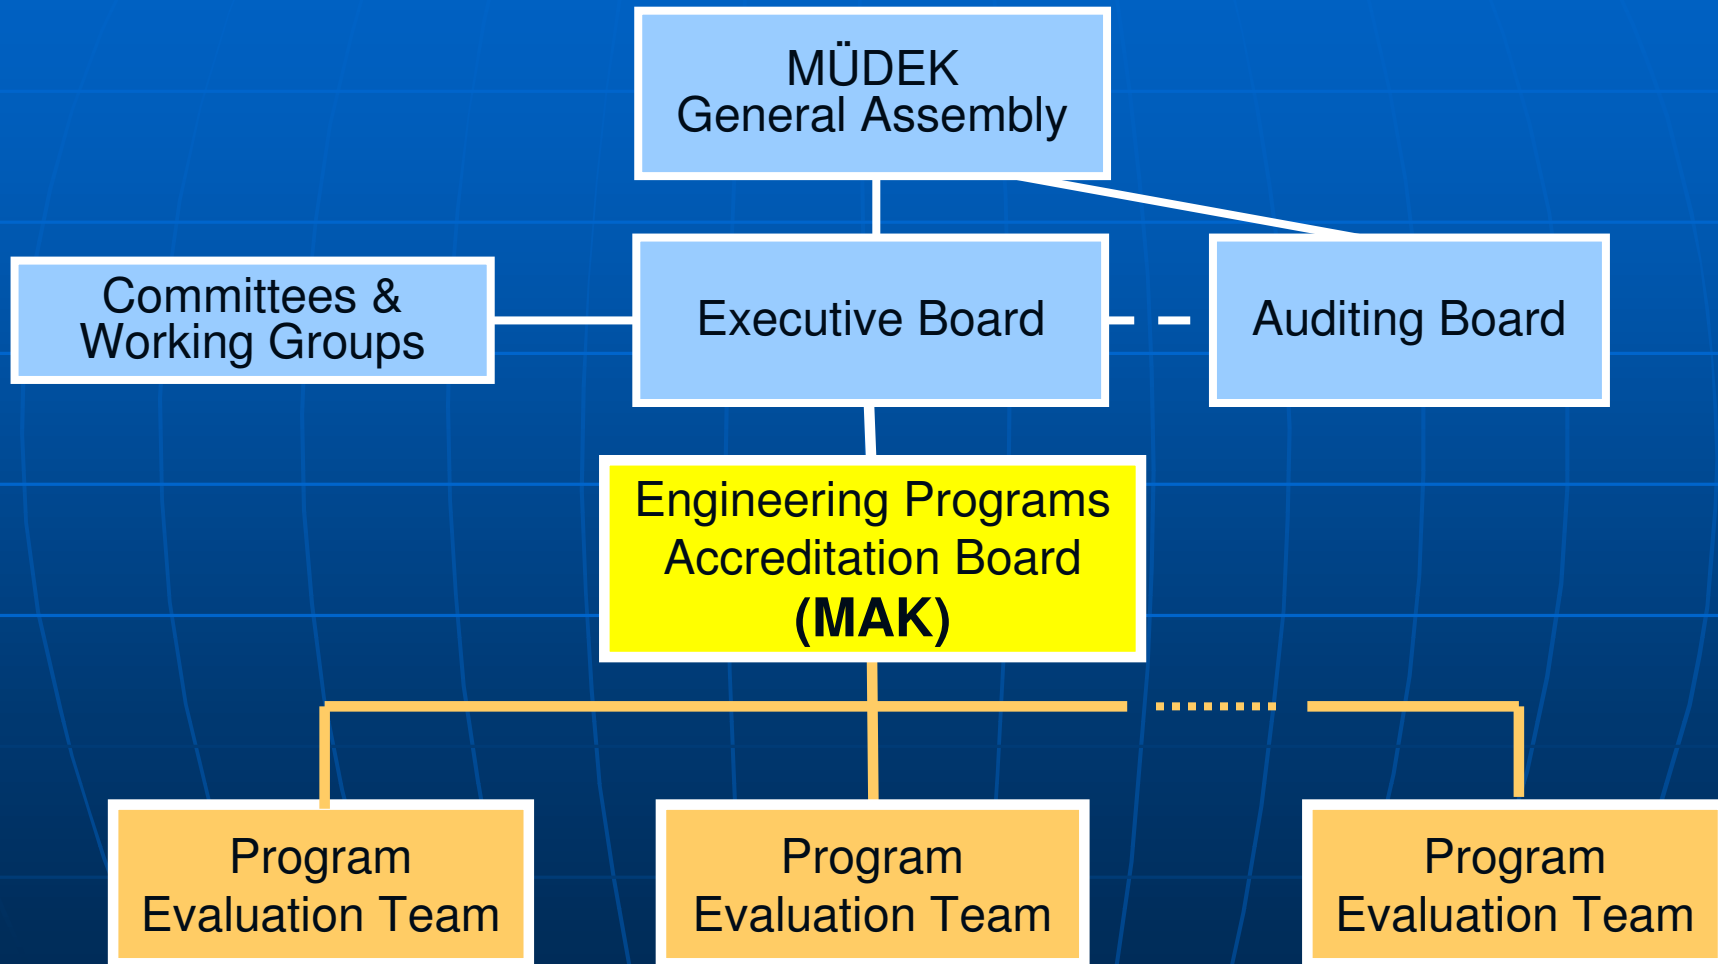 MÜDEK
General Assembly
Committees &
Working Groups
Executive Board
Auditing Board
Engineering Programs
Accreditation Board
(MAK)
Program
Evaluation Team
Program
Evaluation Team
Program
Evaluation Team